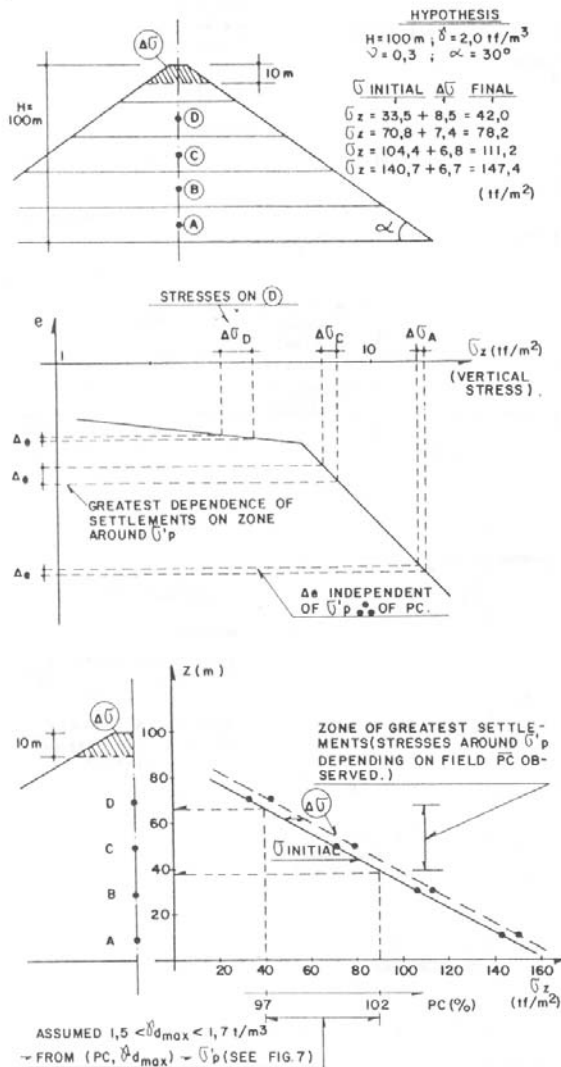 HYPOTHESIS
H=100m ; γ=2,0 tf/m³
ν=0,3 ; α=30°
Δσ
10m
H=
100m
D
C
B
A
α
σ INITIAL Δσ FINAL
σz = 33,5 + 8,5 = 42,0
σz = 70,8 + 7,4 = 78,2
σz = 104,4 + 6,8 = 111,2
σz = 140,7 + 6,7 = 147,4
(tf/m²)
STRESSES ON D
e
ΔσD
ΔσC
ΔσA
1
10
σz (tf/m²)
(VERTICAL
STRESS).
Δe
Δe
GREATEST DEPENDENCE OF
SETTLEMENTS ON ZONE
AROUND σ'p
Δe
Δe INDEPENDENT
OF σ'p ∴ OF PC.
Z(m)
Δσ
10m
100
80
60
40
20
D
C
B
A
ZONE OF GREATEST SETTLE-
MENTS(STRESSES AROUND σ'p
DEPENDING ON FIELD PC OB-
SERVED.)
Δσ
σ INITIAL
20 40 60 80 100 120 140 160 σz
(tf/m²)
97 102 PC(%)
ASSUMED 1,5 < γdmax < 1,7 t/m³
→ FROM (PC, γdmax) → σ'p (SEE FIG.7)